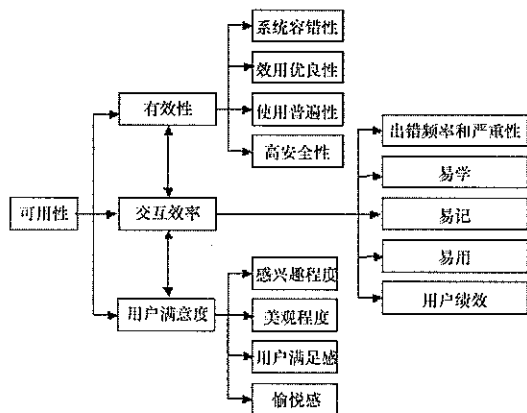 系统容错性
效用优良性
有效性
使用普遍性
高安全性
出错频率和严重性
易学
可用性
交互效率
易记
易用
用户绩效
感兴趣程度
用户满意度
美观程度
用户满足感
愉悦感